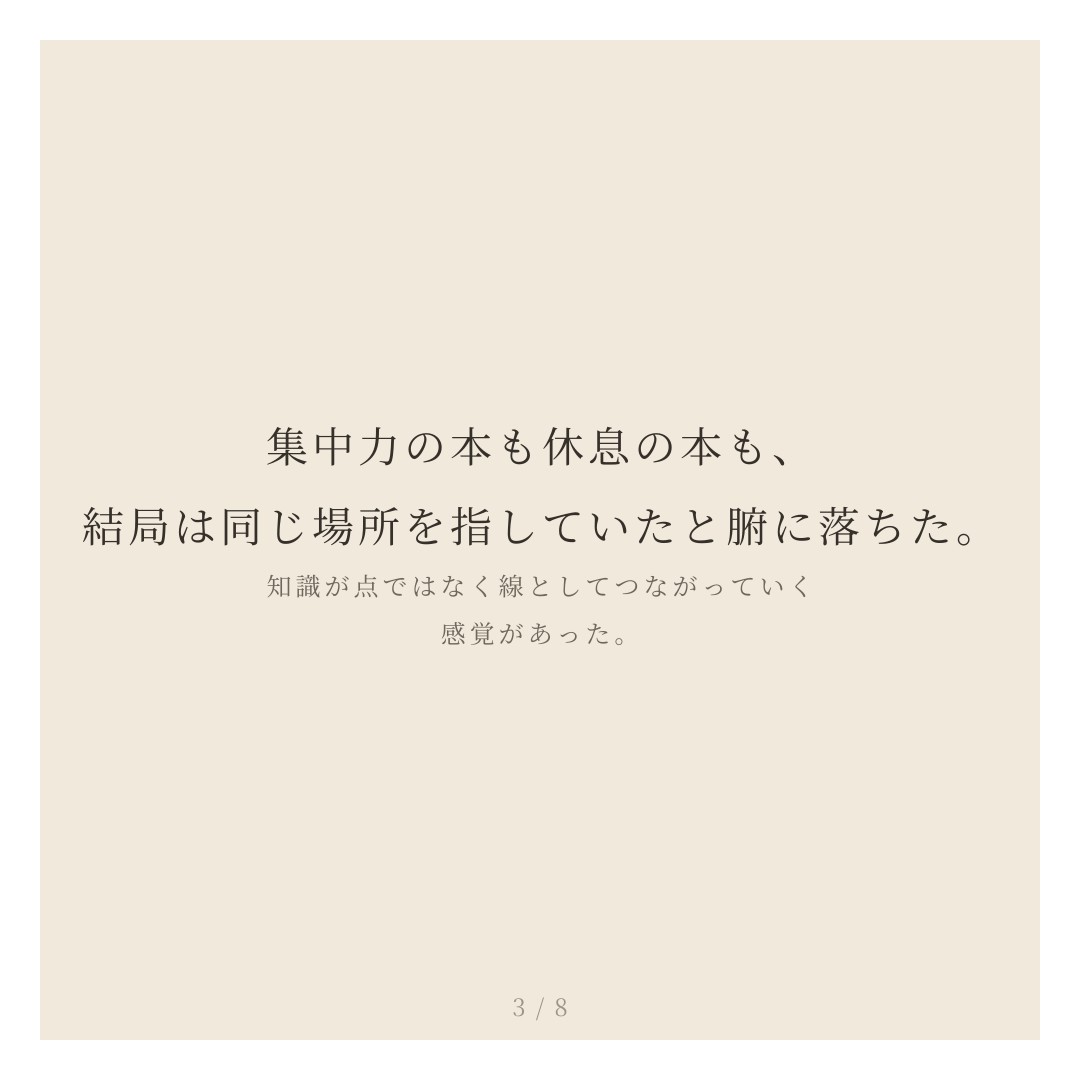 集中力の本も休息の本も、
結局は同じ場所を指していたと腑に落ちた。
知識が点ではなく線としてつながっていく
感覚があった。
3 / 8